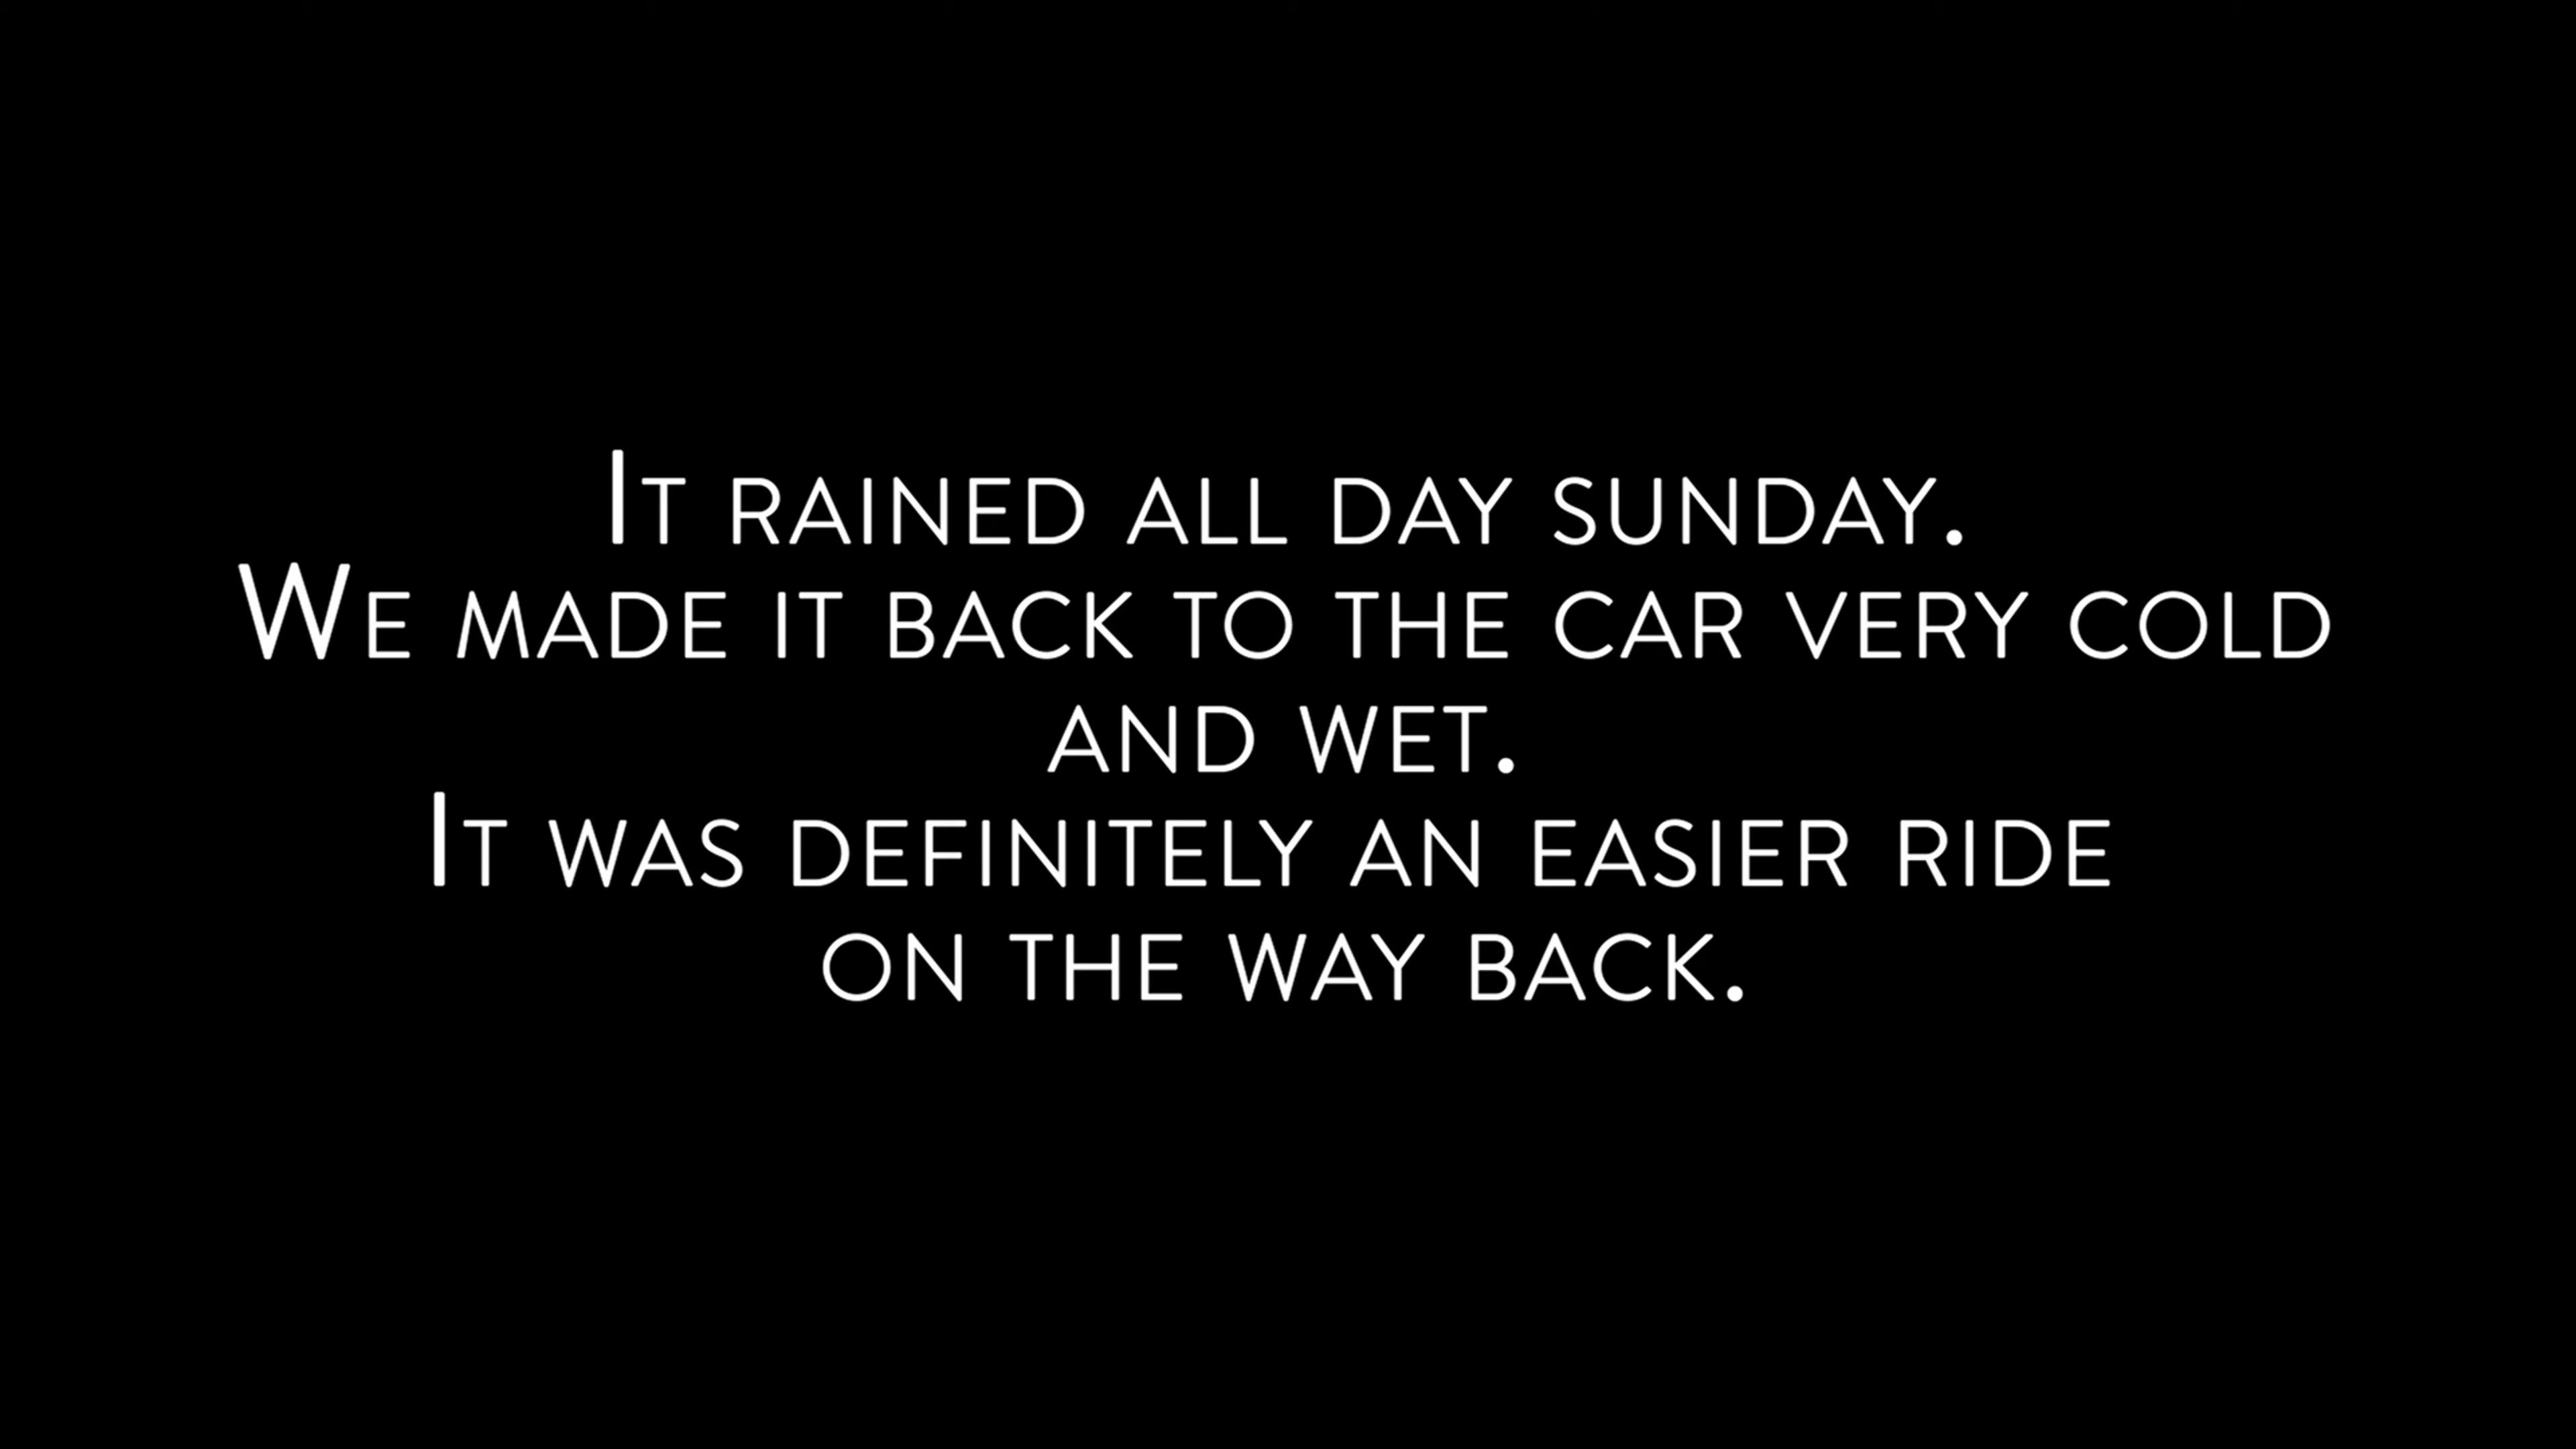 It rained all day sunday.
We made it back to the car very cold
and wet.
It was definitely an easier ride
on the way back.